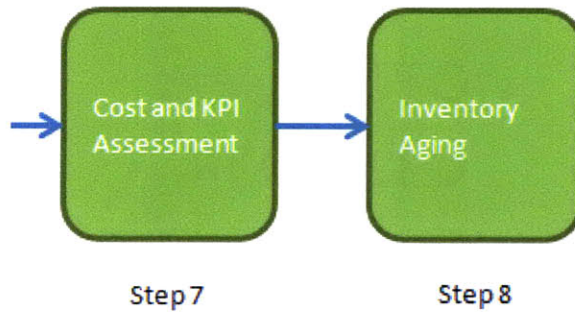 Cost and KPI
Assessment
Inventory
Aging
Step 7
Step 8